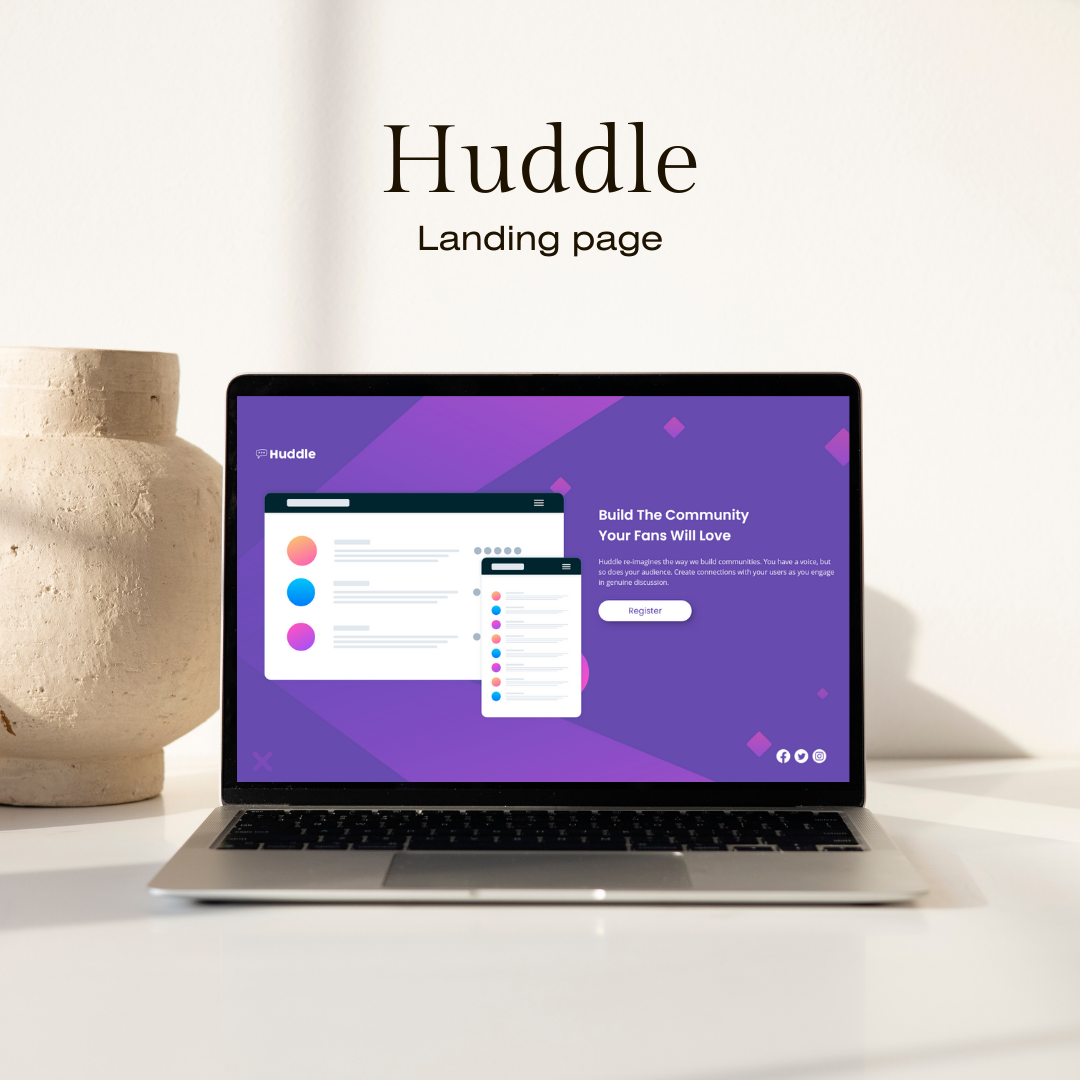 Huddle
Landing page
Huddle
Build The Community
Your Fans Will Love
Huddle re-imagines the way we build communities. You have a voice, but
so does your audience. Create connections with your users as you engage
in genuine discussion.
Register